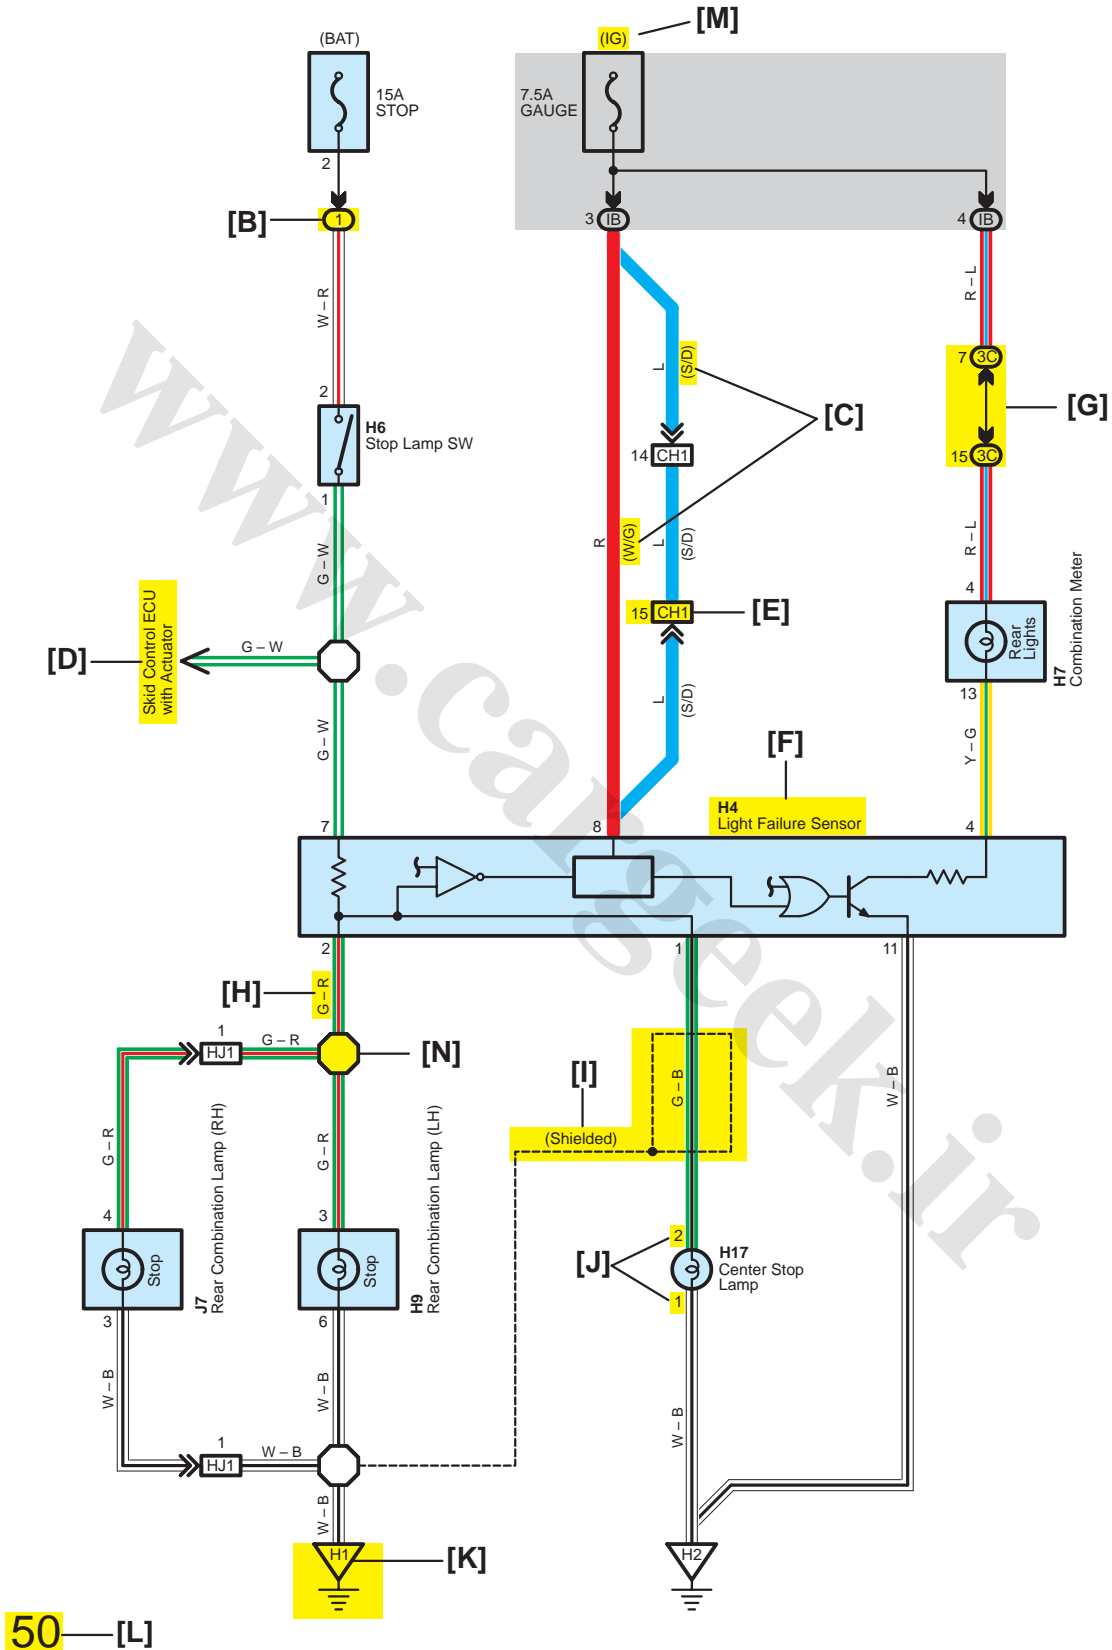 [M]
(BAT)
(IG)
15A
STOP
7.5A
GAUGE
2
[B]
1
3
IB
4
IB
W – R
R – L
L
(S/D)
7
3C
[C]
[G]
2
H6
Stop Lamp SW
14
CH1
15
3C
1
G – W
R
(W/G)
L
(S/D)
R – L
4
15
CH1
[E]
Skid Control ECU
with Actuator
[D]
G – W
Rear
Lights
H7
Combination Meter
13
G – W
L
(S/D)
Y – G
[F]
H4
Light Failure Sensor
7
8
4
2
1
11
[H]
G – R
1
HJ1
G – R
[N]
[I]
G – B
W – B
(Shielded)
G – R
G – R
4
Stop
J7
Rear Combination Lamp (RH)
3
3
Stop
H9
Rear Combination Lamp (LH)
6
[J]
2
H17
Center Stop
Lamp
1
W – B
W – B
W – B
1
HJ1
W – B
W – B
H1
[K]
H2
50
[L]
www.cargeek.ir